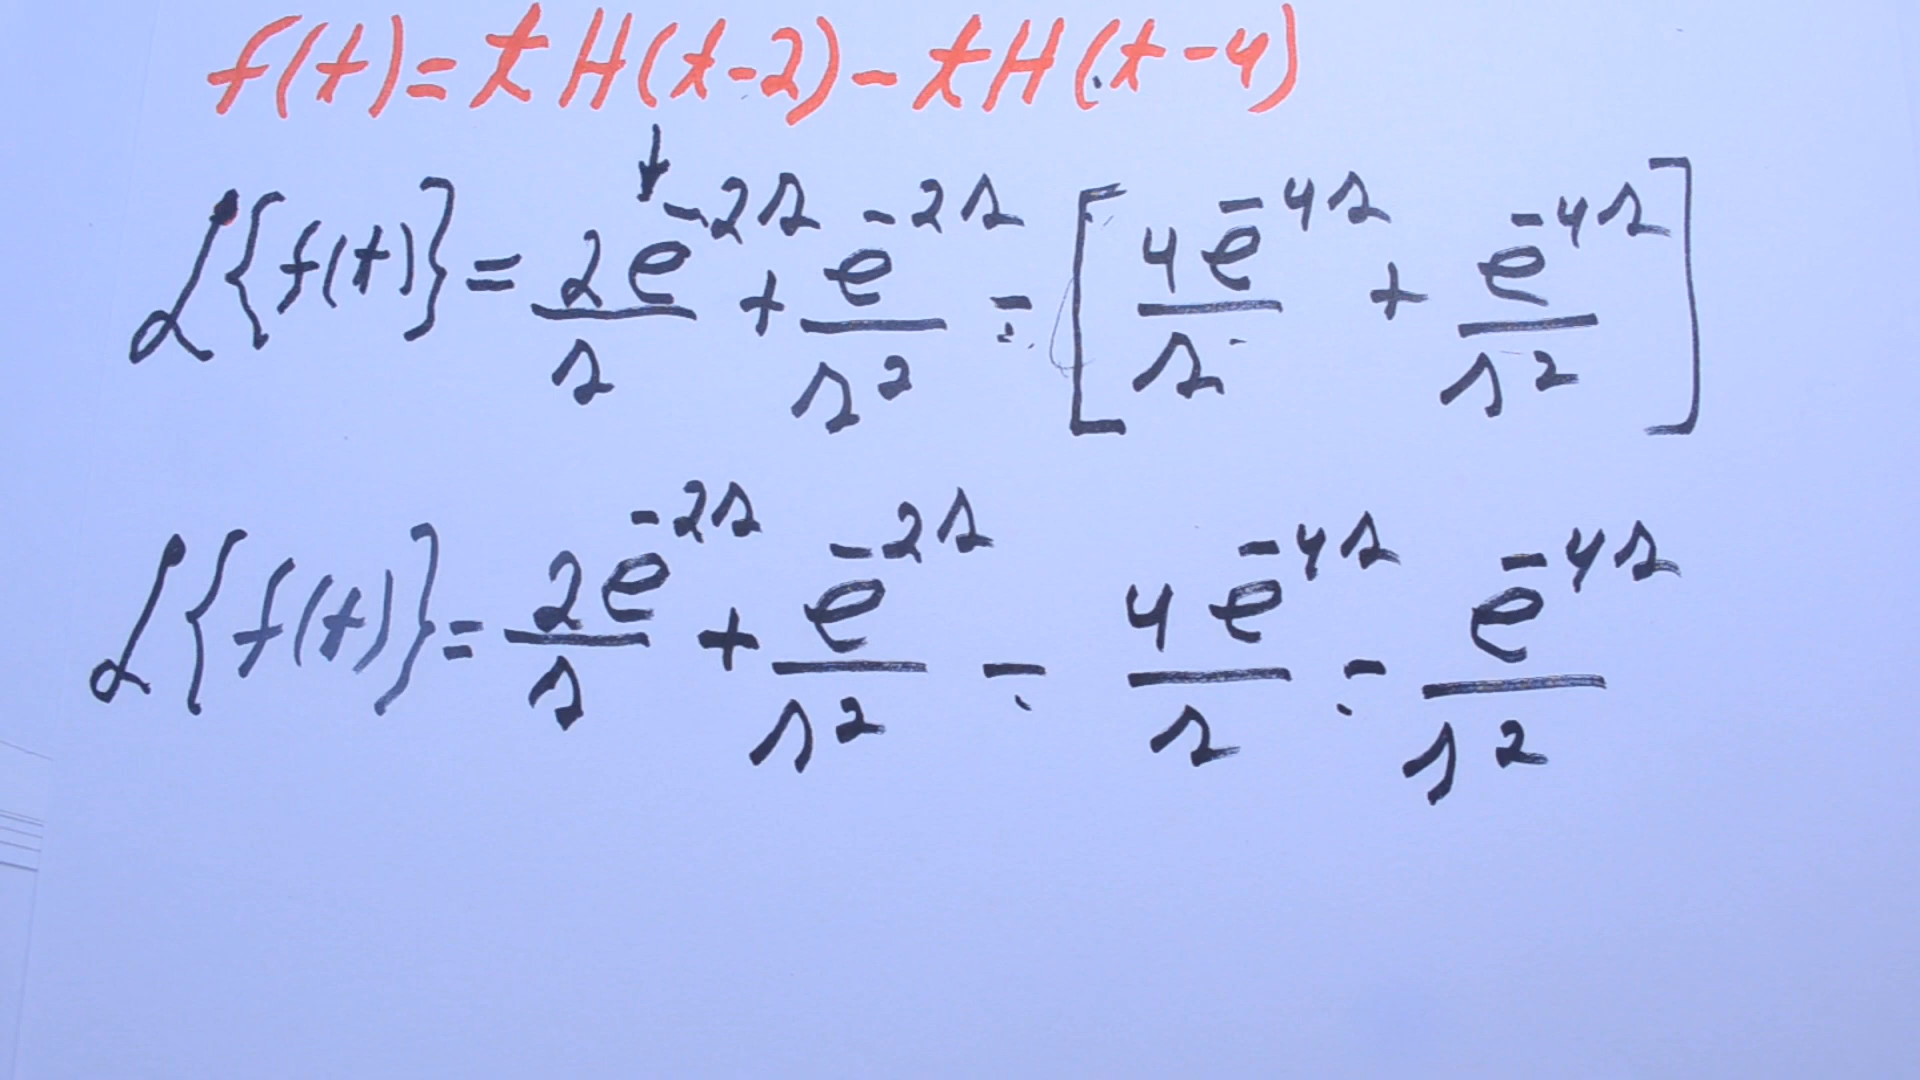 f(t) = t H(t-2) - t H(t-4)
ℒ{f(t)} = 2e^{-2s}/s + e^{-2s}/s^2 - [4e^{-4s}/s + e^{-4s}/s^2]
ℒ{f(t)} = 2e^{-2s}/s + e^{-2s}/s^2 - 4e^{-4s}/s - e^{-4s}/s^2